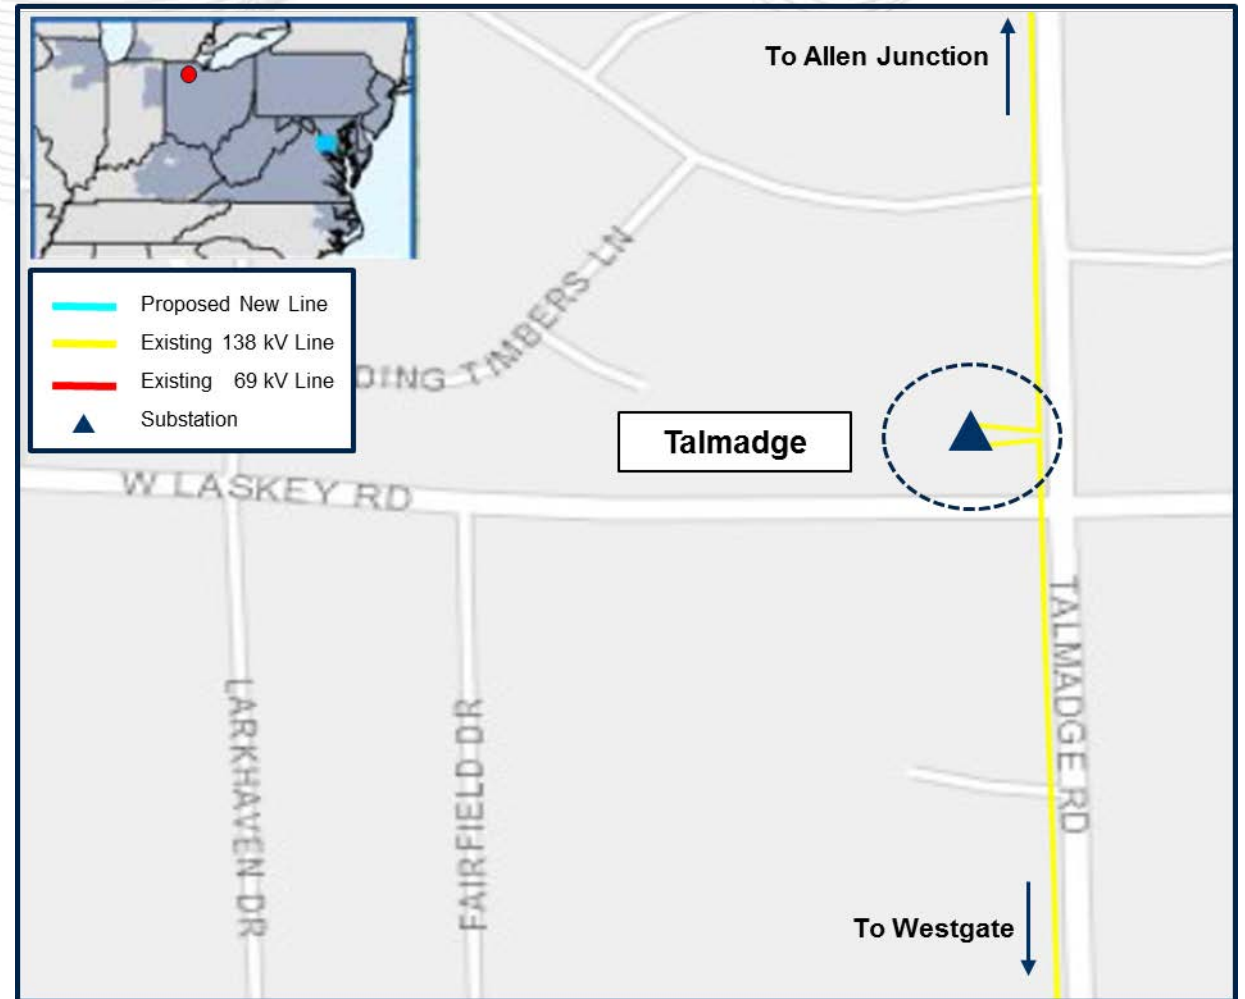 To Allen Junction
Proposed New Line
Existing 138 kV Line
Existing 69 kV Line
Substation
DING TIMBERS LN
Talmadge
W LASKEY RD
TALMADGE RD
LARKHAVEN DR
FAIRFIELD DR
To Westgate